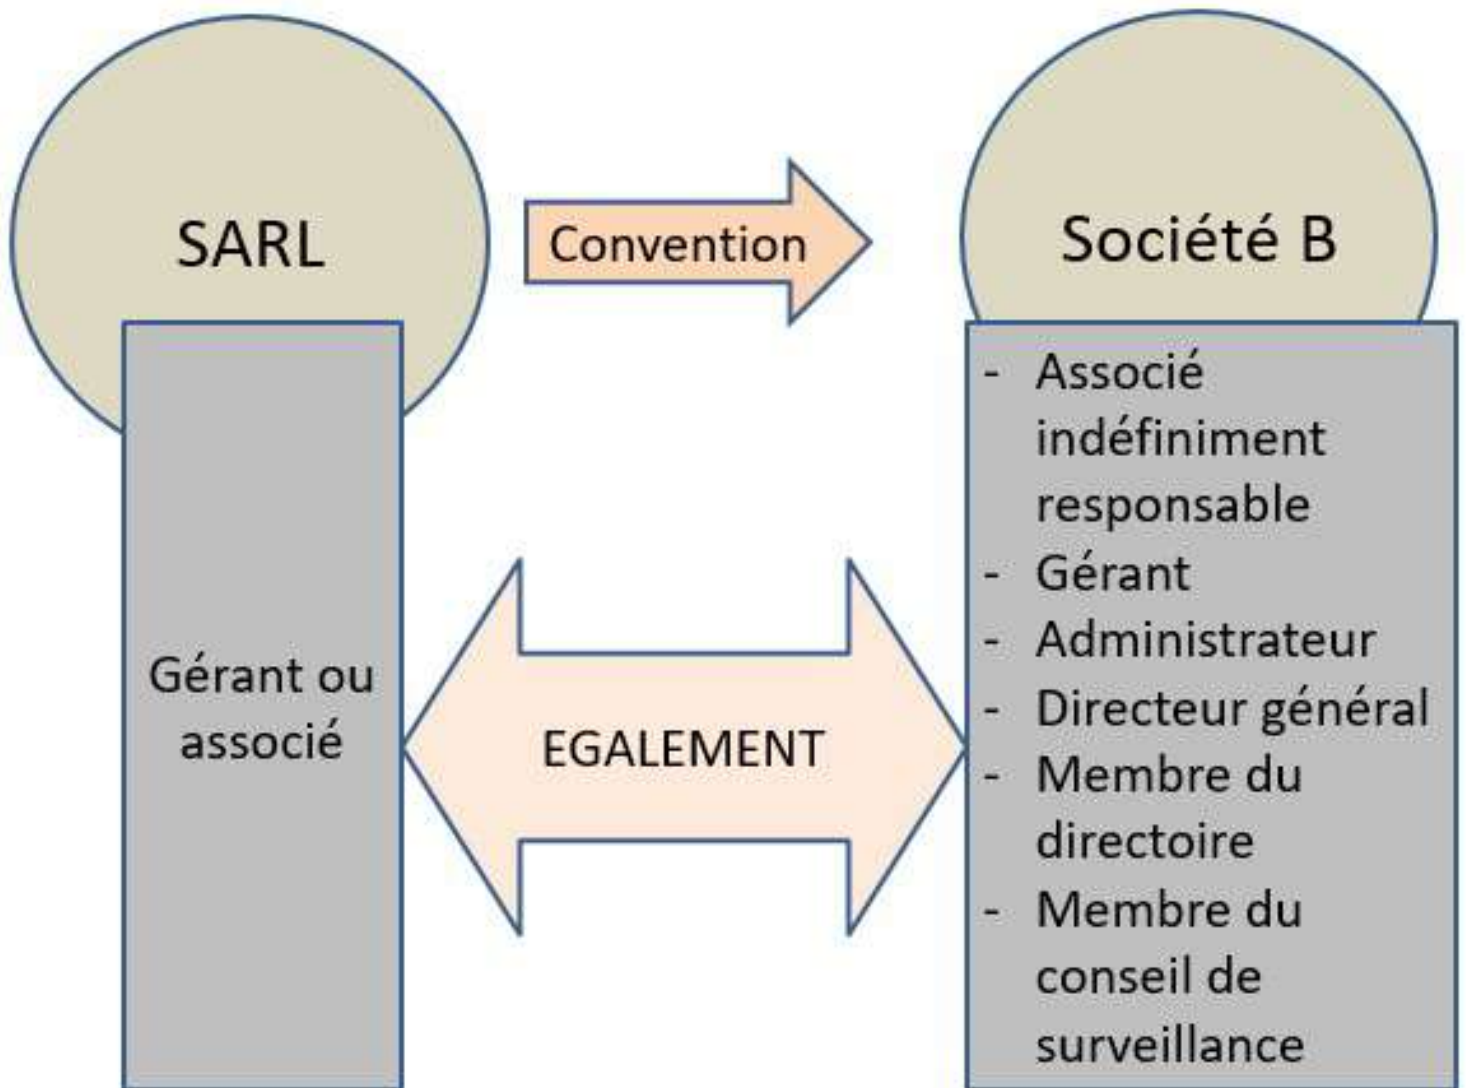 SARL
Convention
Société B
Gérant ou
associé
EGALEMENT
- Associé
indéfiniment
responsable
- Gérant
- Administrateur
- Directeur général
- Membre du
directoire
- Membre du
conseil de
surveillance